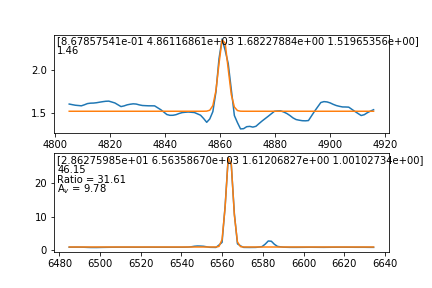 [8.67857541e-01 4.86116861e+03 1.68227884e+00 1.51965356e+00]
1.46
2.0
1.5
4800 4820 4840 4860 4880 4900 4920
[2.86275985e+01 6.56358670e+03 1.61206827e+00 1.00102734e+00]
46.15
Ratio = 31.61
Av = 9.78
20
10
0
6480 6500 6520 6540 6560 6580 6600 6620 6640